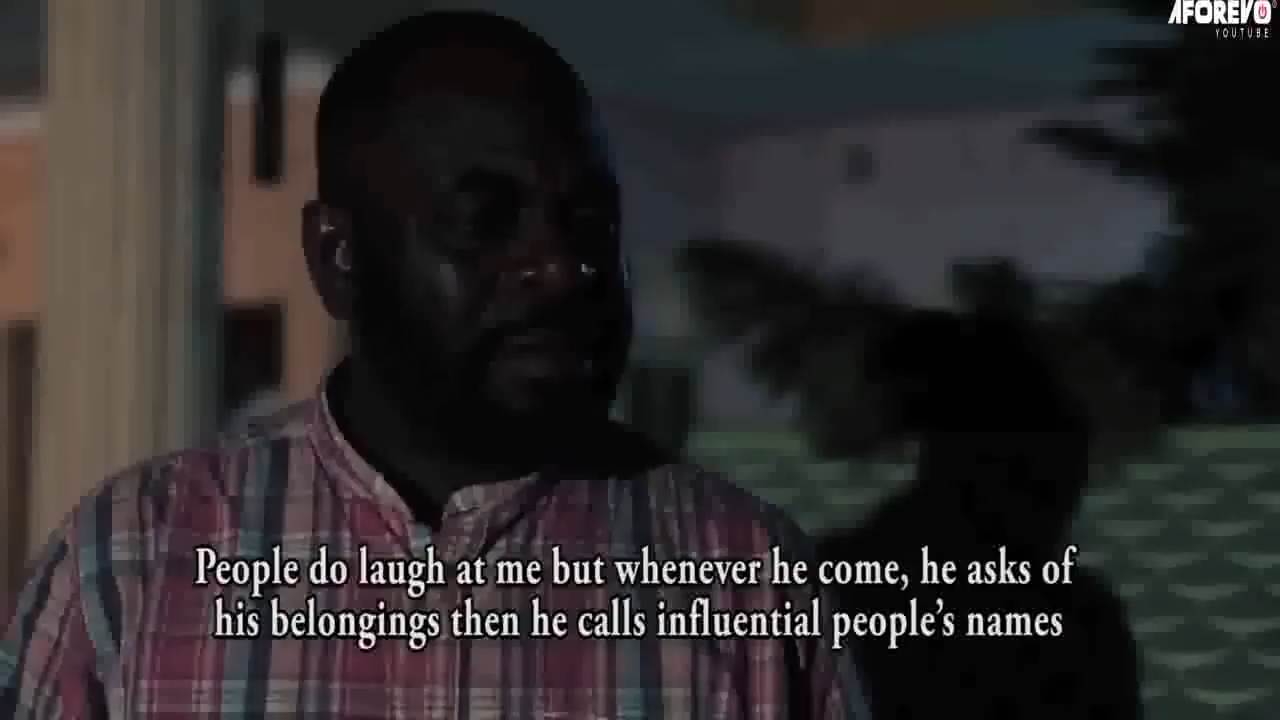 AFOREVO
YOUTUBE
People do laugh at me but whenever he come, he asks of
his belongings then he calls influential people's names